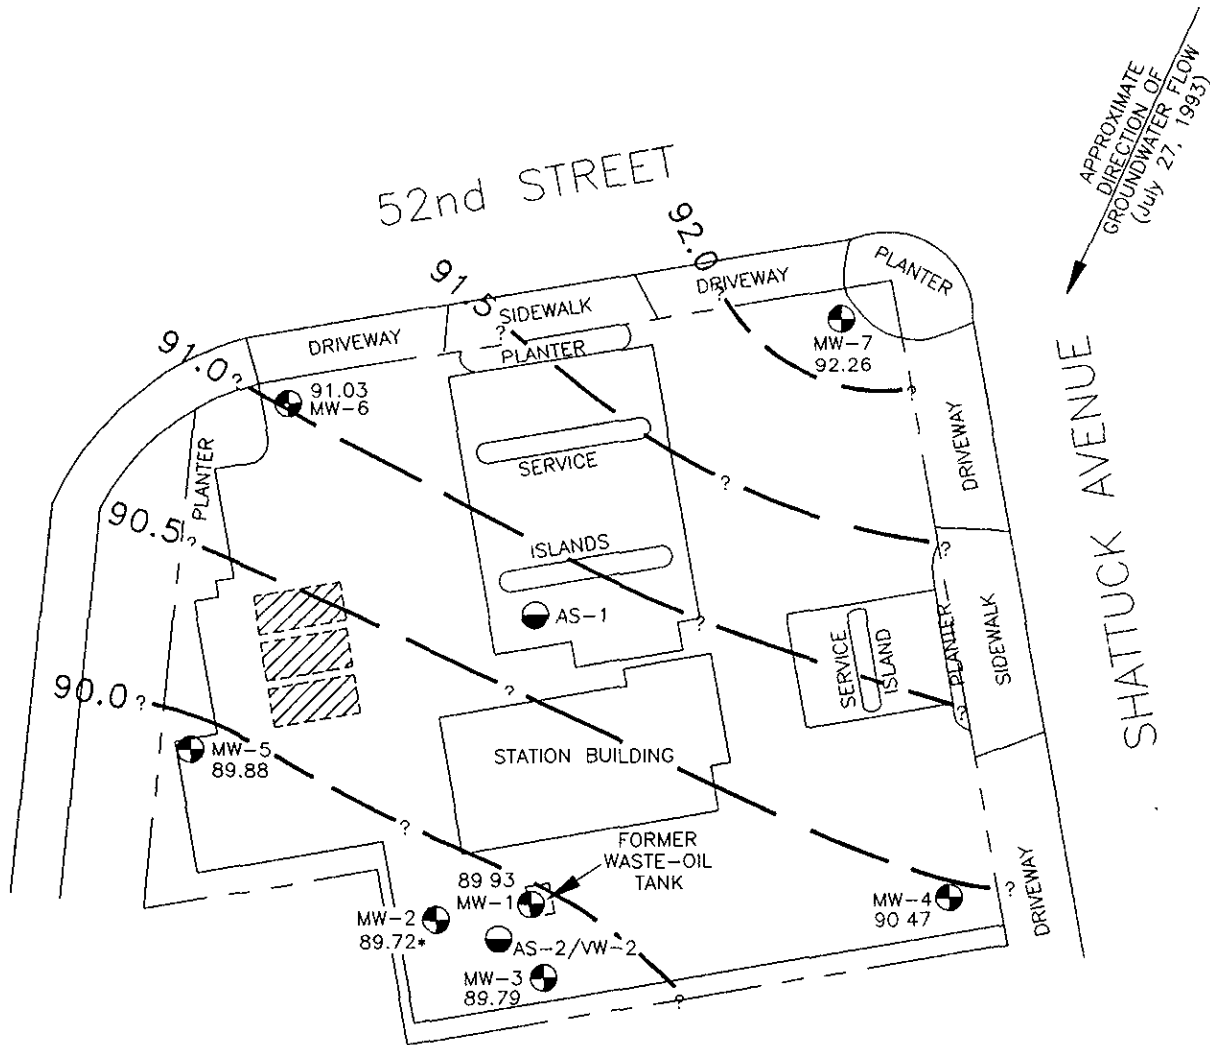 APPROXIMATE
DIRECTION OF
GROUNDWATER FLOW
(July 27, 1993)
52nd STREET
92.0
?
DRIVEWAY
PLANTER
91.5
?
SIDEWALK
PLANTER
MW-7
92.26
?
91.0
?
DRIVEWAY
91.03
MW-6
SHATTUCK AVENUE
DRIVEWAY
PLANTER
SERVICE
?
?
90.5
?
ISLANDS
AS-1
?
SERVICE
ISLAND
PLANTER
SIDEWALK
?
90.0
?
?
MW-5
89.88
STATION BUILDING
?
FORMER
WASTE-OIL
TANK
89 93
MW-1
MW-2
89.72*
AS-2/VW-2
MW-3
89.79
MW-4
90 47
?
DRIVEWAY
?